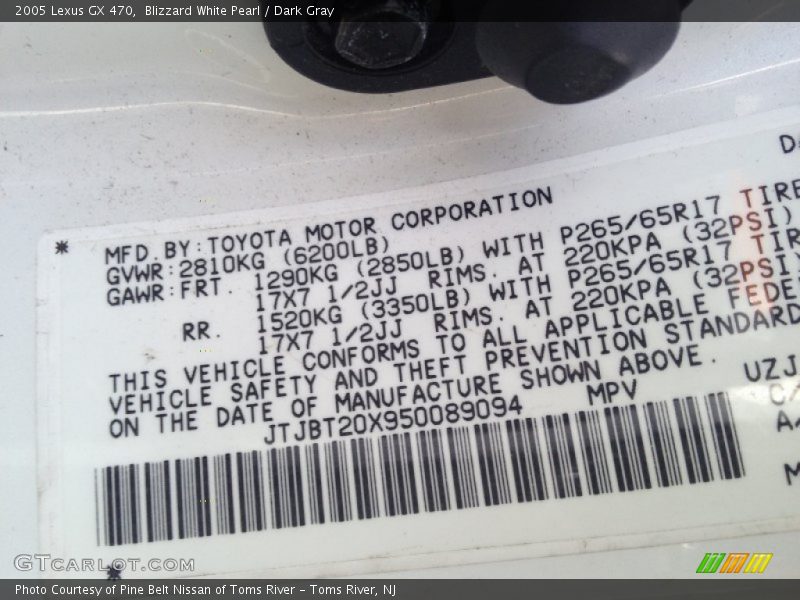 2005 Lexus GX 470, Blizzard White Pearl / Dark Gray
MFD.BY:TOYOTA MOTOR CORPORATION
GVWR:2810KG (6200LB)
GAWR:FRT. 1290KG (2850LB) WITH P265/65R17 TIRE
17X7 1/2JJ RIMS. AT 220KPA (32PSI)
RR. 1520KG (3350LB) WITH P265/65R17 TIR
17X7 1/2JJ RIMS. AT 220KPA (32PSI)
THIS VEHICLE CONFORMS TO ALL APPLICABLE FEDE
VEHICLE SAFETY AND THEFT PREVENTION STANDARD
ON THE DATE OF MANUFACTURE SHOWN ABOVE.
JTJBT20X950089094 MPV
UZJ
C/
A/
M
GTCARLOT.COM
Photo Courtesy of Pine Belt Nissan of Toms River – Toms River, NJ